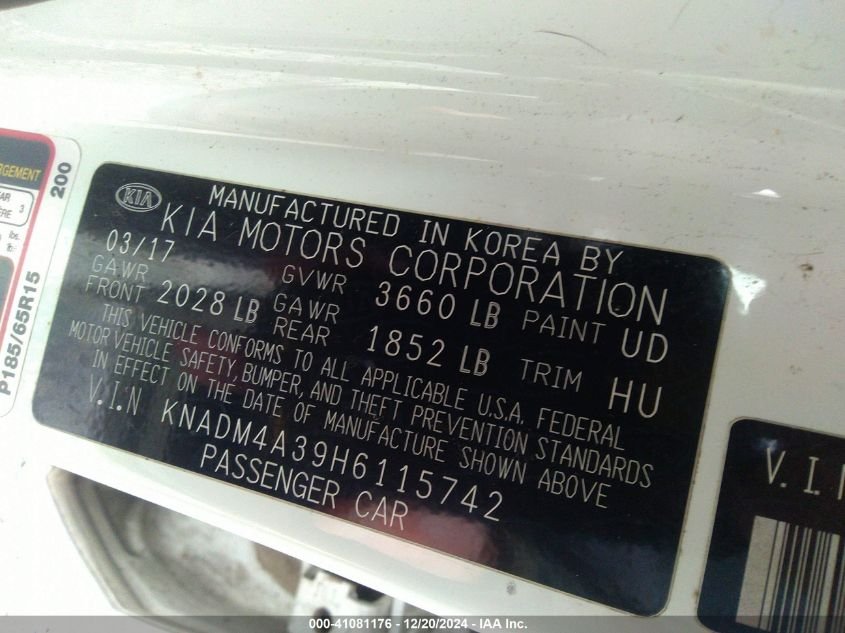 RGEMENT
3
200
P185/65R15
KIA
MANUFACTURED IN KOREA BY
KIA MOTORS CORPORATION
03/17
GVWR 3660 LB PAINT UD
GAWR FRONT 2028 LB GAWR REAR 1852 LB TRIM HU
THIS VEHICLE CONFORMS TO ALL APPLICABLE U.S.A. FEDERAL
MOTOR VEHICLE SAFETY, BUMPER, AND THEFT PREVENTION STANDARDS
IN EFFECT ON THE DATE OF MANUFACTURE SHOWN ABOVE
V.I.N KNADM4A39H6115742
PASSENGER CAR
V.I.N
000-41081176 - 12/20/2024 - IAA Inc.